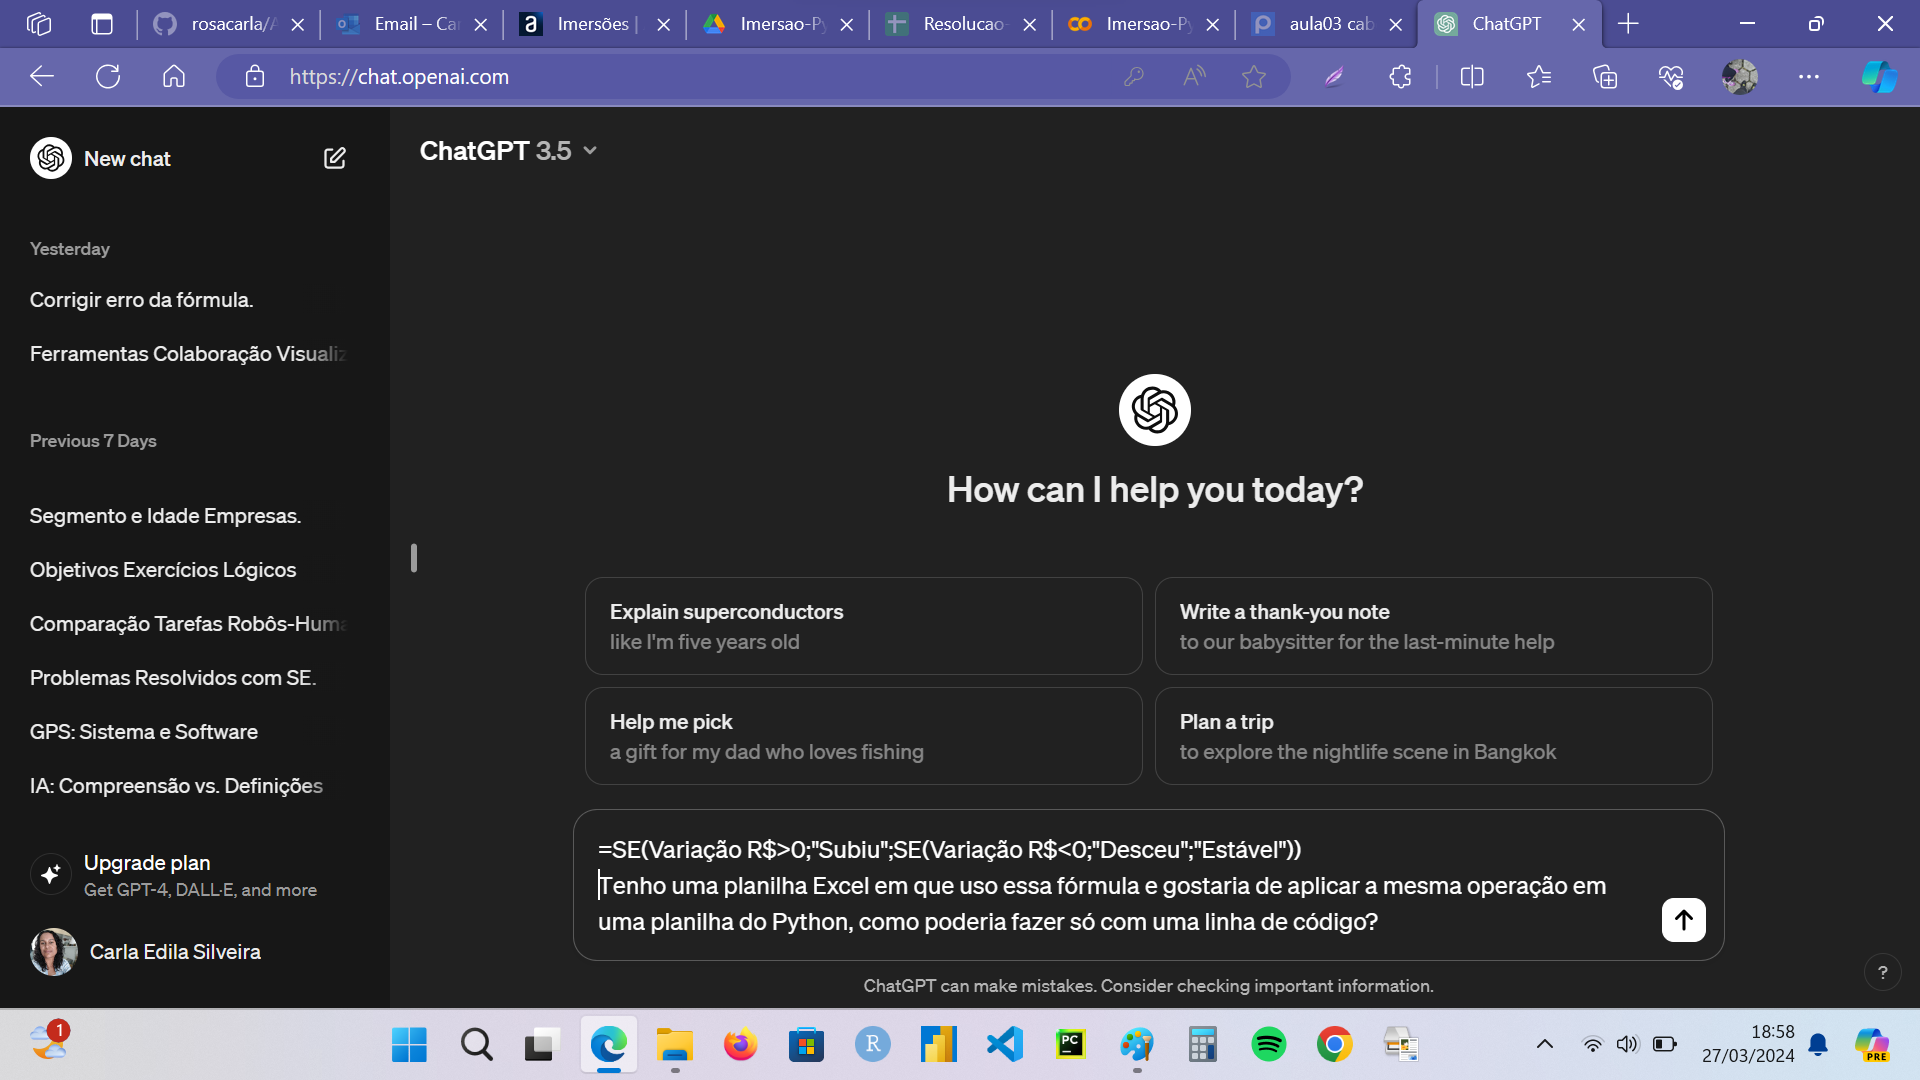 rosacarla/A
Email – Ca
Imersões |
Imersao-Py
Resolucao-
Imersao-Py
aula03 cab
ChatGPT
https://chat.openai.com
New chat
ChatGPT 3.5
Yesterday
Corrigir erro da fórmula.
Ferramentas Colaboração Visualiz
Previous 7 Days
Segmento e Idade Empresas.
Objetivos Exercícios Lógicos
Comparação Tarefas Robôs-Huma
Problemas Resolvidos com SE.
GPS: Sistema e Software
IA: Compreensão vs. Definições
Upgrade plan
Get GPT-4, DALL·E, and more
Carla Edila Silveira
How can I help you today?
Explain superconductors
like I'm five years old
Write a thank-you note
to our babysitter for the last-minute help
Help me pick
a gift for my dad who loves fishing
Plan a trip
to explore the nightlife scene in Bangkok
=SE(Variação R$>0;"Subiu";SE(Variação R$<0;"Desceu";"Estável"))
Tenho uma planilha Excel em que uso essa fórmula e gostaria de aplicar a mesma operação em
uma planilha do Python, como poderia fazer só com uma linha de código?
ChatGPT can make mistakes. Consider checking important information.
?
1
R
PC
18:58
27/03/2024
PRE